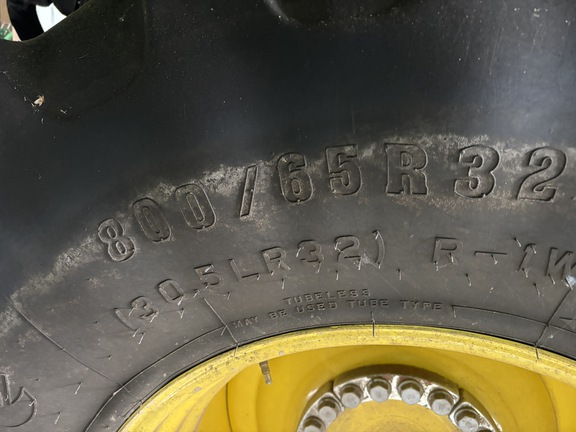 800/65R32
(30.5LR32) R-1W
TUBELESS
MAY BE USED TUBE TYPE